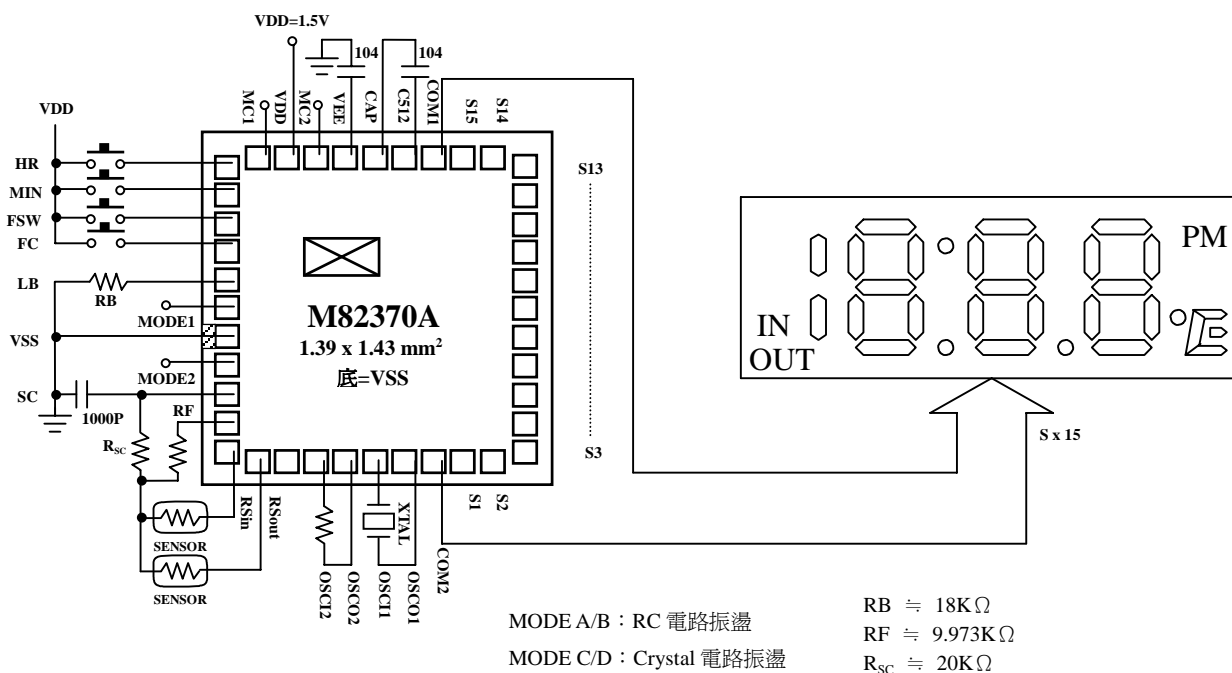 VDD=1.5V
104
104
MC1
VDD
MC2
VEE
CAP
C512
COM1
S15
S14
VDD
HR
MIN
FSW
FC
LB
RB
MODE1
VSS
MODE2
SC
1000P
RF
RSC
M82370A
1.39 x 1.43 mm²
底=VSS
S13
S3
PM
IN
OUT
°C
S x 15
SENSOR
SENSOR
RSin
RSout
OSCI2
OSCO2
XTAL
OSCI1
OSCO1
COM2
S1
S2
MODE A/B：RC 電路振盪
MODE C/D：Crystal 電路振盪
RB ≒ 18KΩ
RF ≒ 9.973KΩ
RSC ≒ 20KΩ